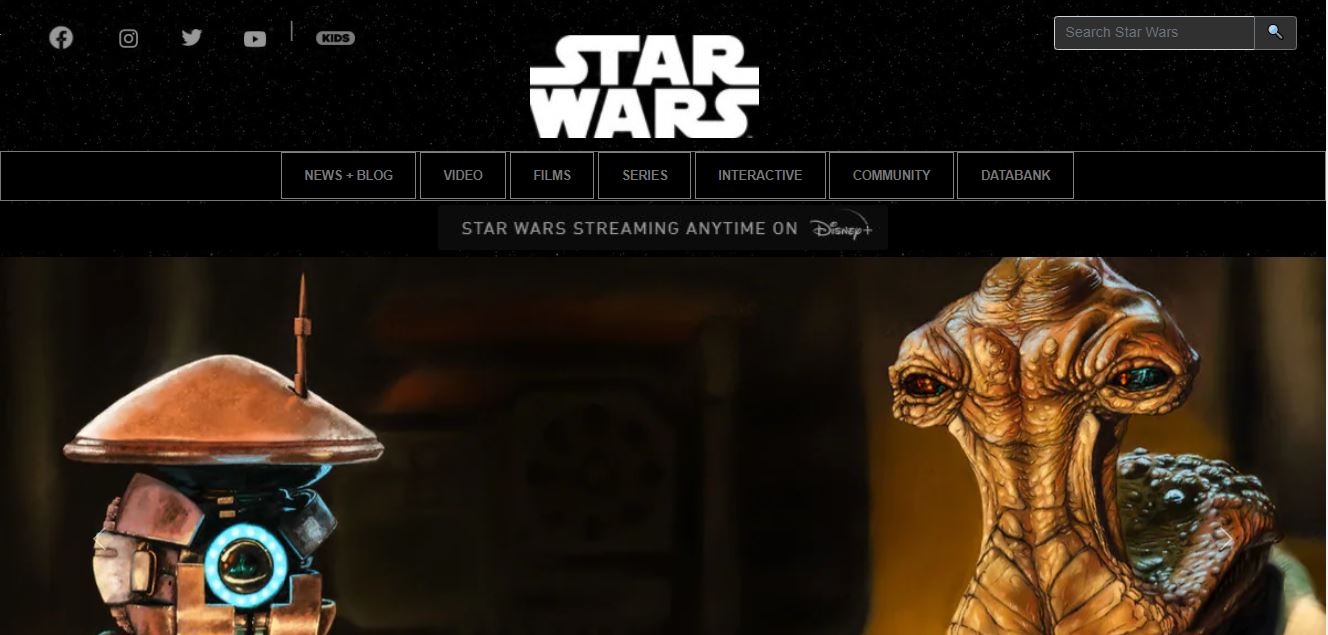 KIDS
Search Star Wars
STAR
WARS
NEWS + BLOG
VIDEO
FILMS
SERIES
INTERACTIVE
COMMUNITY
DATABANK
STAR WARS STREAMING ANYTIME ON Disney+